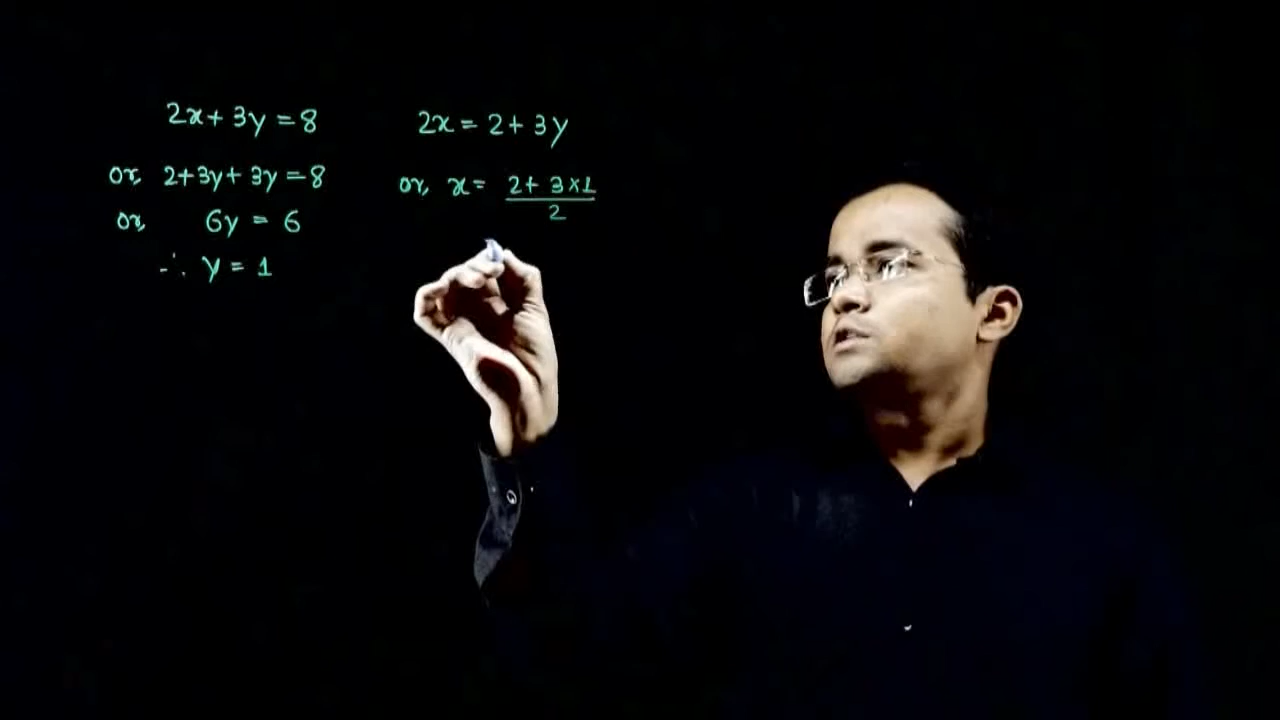 2x + 3y = 8
or, 2+3y + 3y = 8
or, 6y = 6
∴ y = 1
2x = 2 + 3y
or, x = 2 + 3×1
2